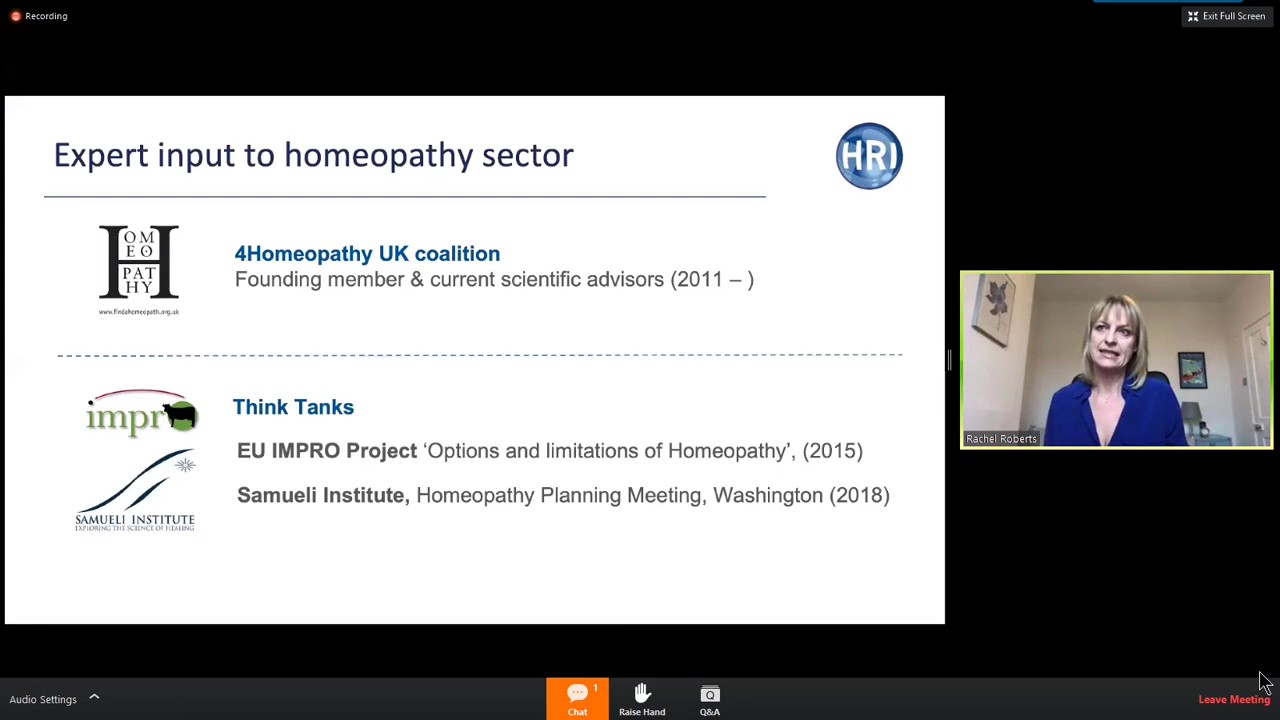 Recording
Exit Full Screen
Expert input to homeopathy sector
HRI
HOMEOPATHY
www.findahomeopath.org.uk
4Homeopathy UK coalition
Founding member & current scientific advisors (2011 – )
impro
Think Tanks
EU IMPRO Project ‘Options and limitations of Homeopathy’, (2015)
SAMUELI INSTITUTE
EXPLORING THE SCIENCE OF HEALING
Samueli Institute, Homeopathy Planning Meeting, Washington (2018)
Rachel Roberts
Audio Settings
1
Chat
Raise Hand
Q
Q&A
Leave Meeting